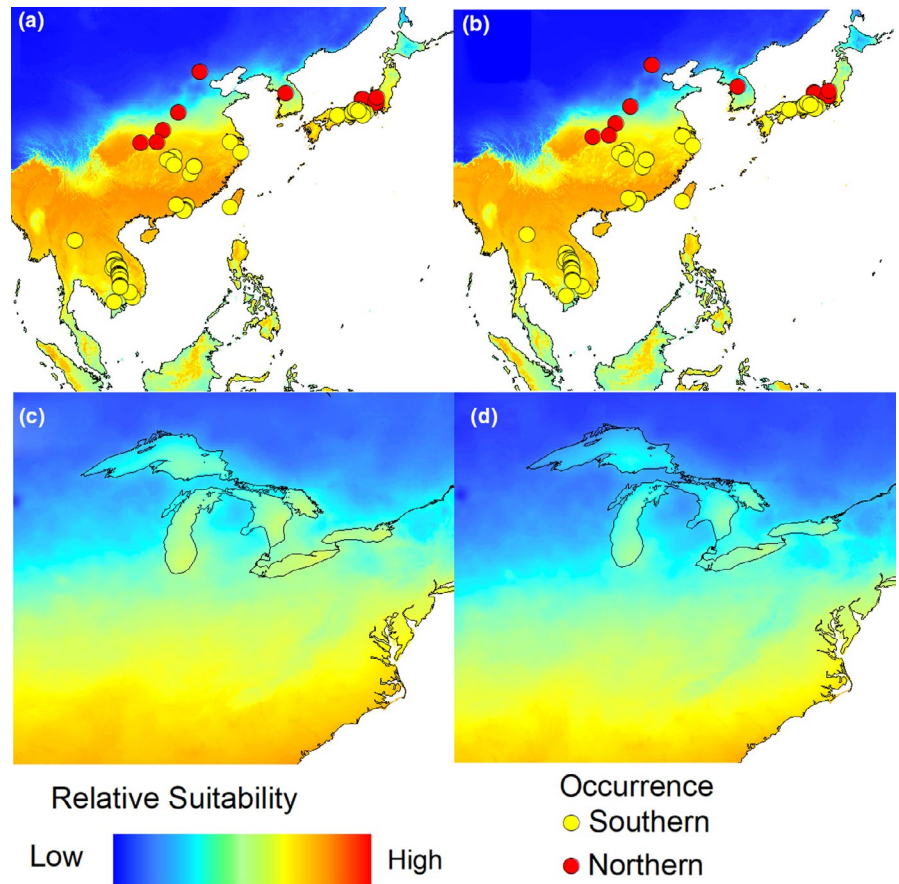 (a)
(b)
(c)
(d)
Relative Suitability
Low
High
Occurrence
Southern
Northern